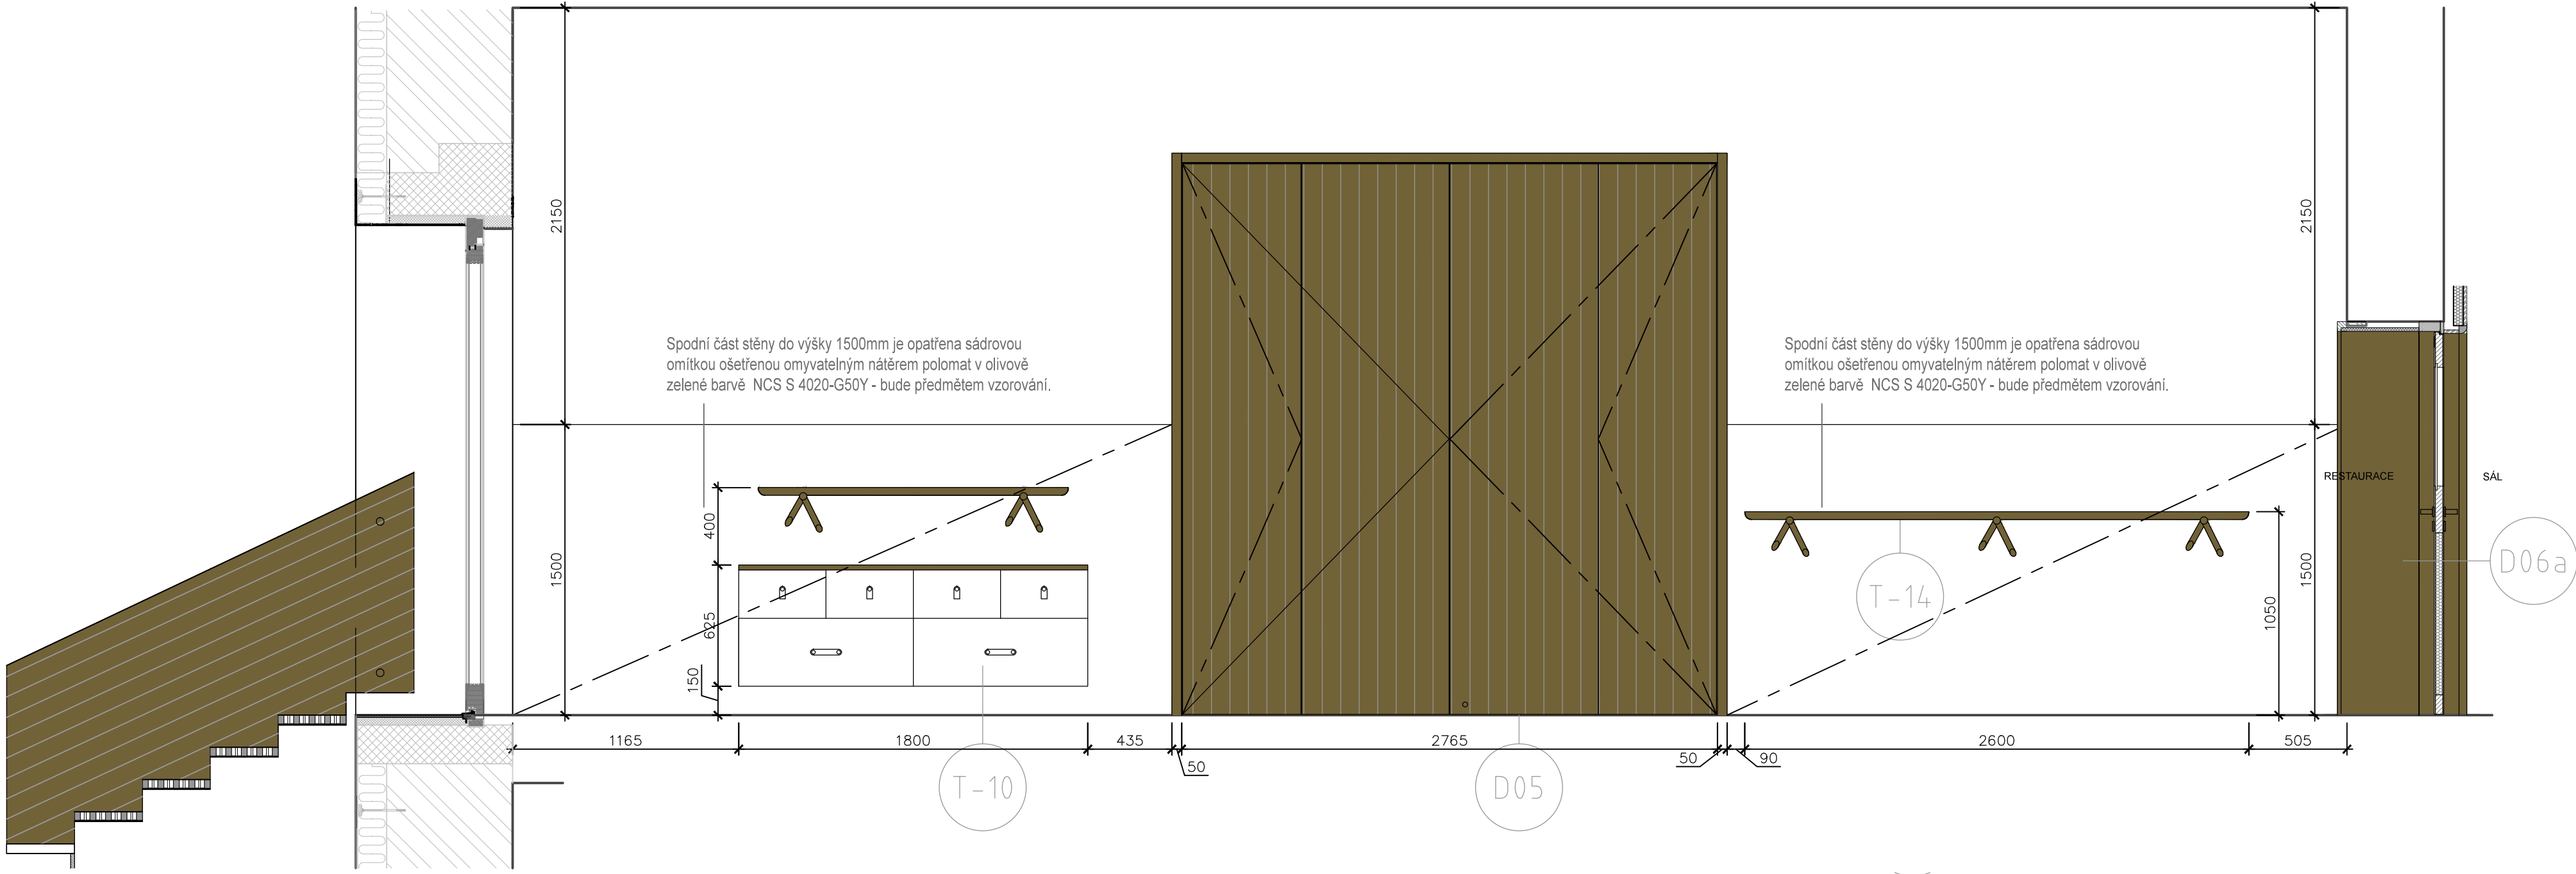 2150
2150
Spodní část stěny do výšky 1500mm je opatřena sádrovou
omítkou ošetřenou omyvatelným nátěrem polomat v olivově
zelené barvě  NCS S 4020-G50Y - bude předmětem vzorování.
Spodní část stěny do výšky 1500mm je opatřena sádrovou
omítkou ošetřenou omyvatelným nátěrem polomat v olivově
zelené barvě  NCS S 4020-G50Y - bude předmětem vzorování.
RESTAURACE
SÁL
400
1500
625
150
T-14
1050
1500
D06a
1165
1800
435
50
2765
50
90
2600
505
T-10
D05